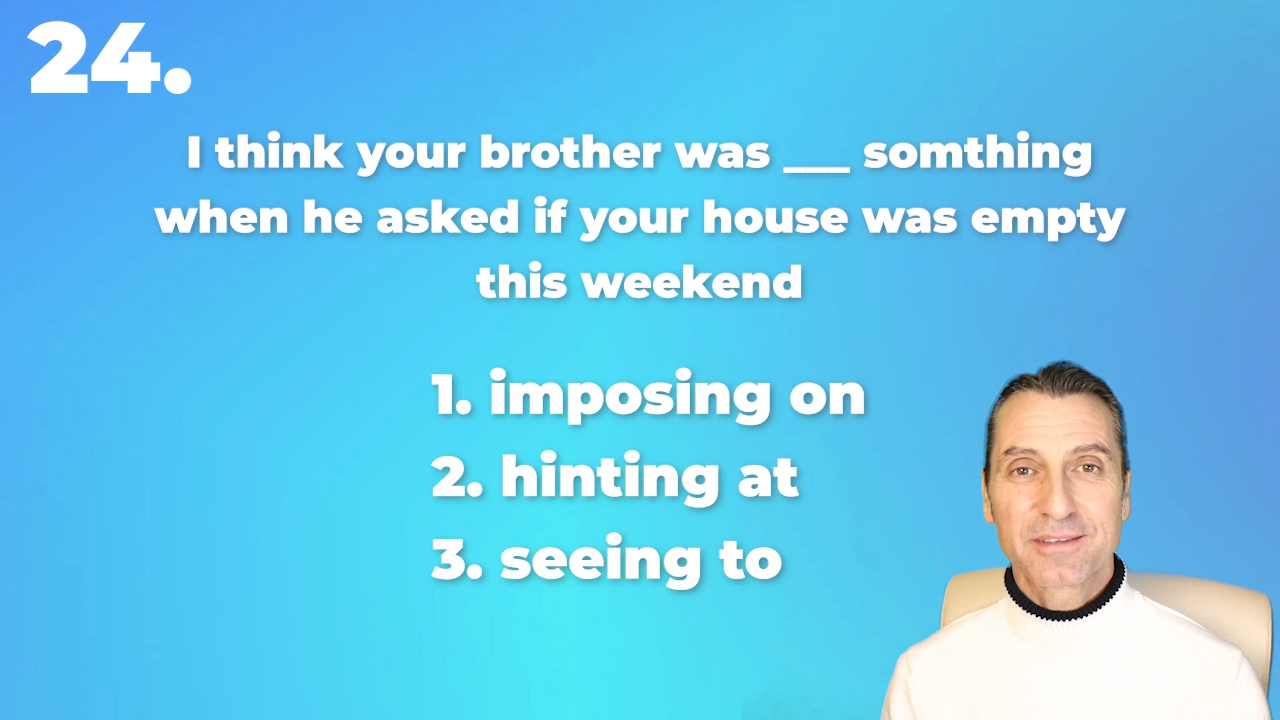 24.
I think your brother was ___ somthing
when he asked if your house was empty
this weekend
1. imposing on
2. hinting at
3. seeing to